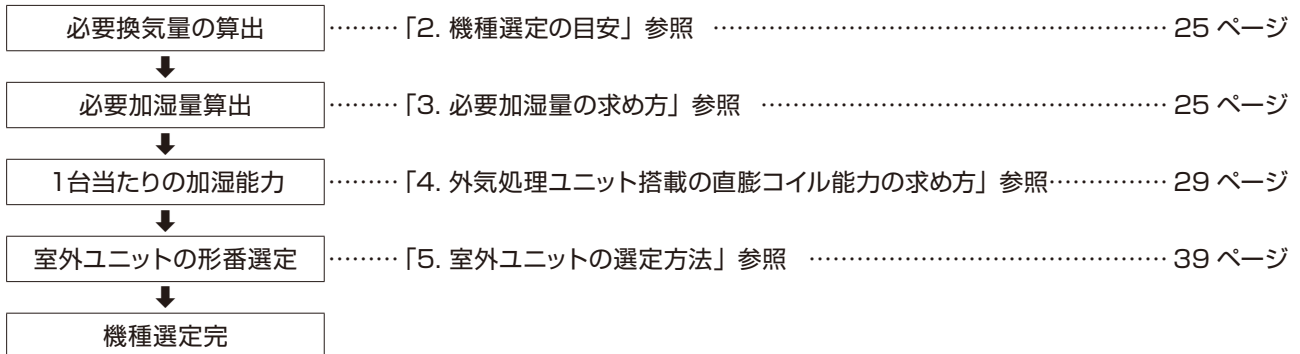 必要換気量の算出 ………「2. 機種選定の目安」参照 ………………………………………………… 25 ページ
必要加湿量算出 ………「3. 必要加湿量の求め方」参照 …………………………………………… 25 ページ
1台当たりの加湿能力 ………「4. 外気処理ユニット搭載の直膨コイル能力の求め方」参照…………… 29 ページ
室外ユニットの形番選定 ………「5. 室外ユニットの選定方法」参照 ……………………………………… 39 ページ
機種選定完